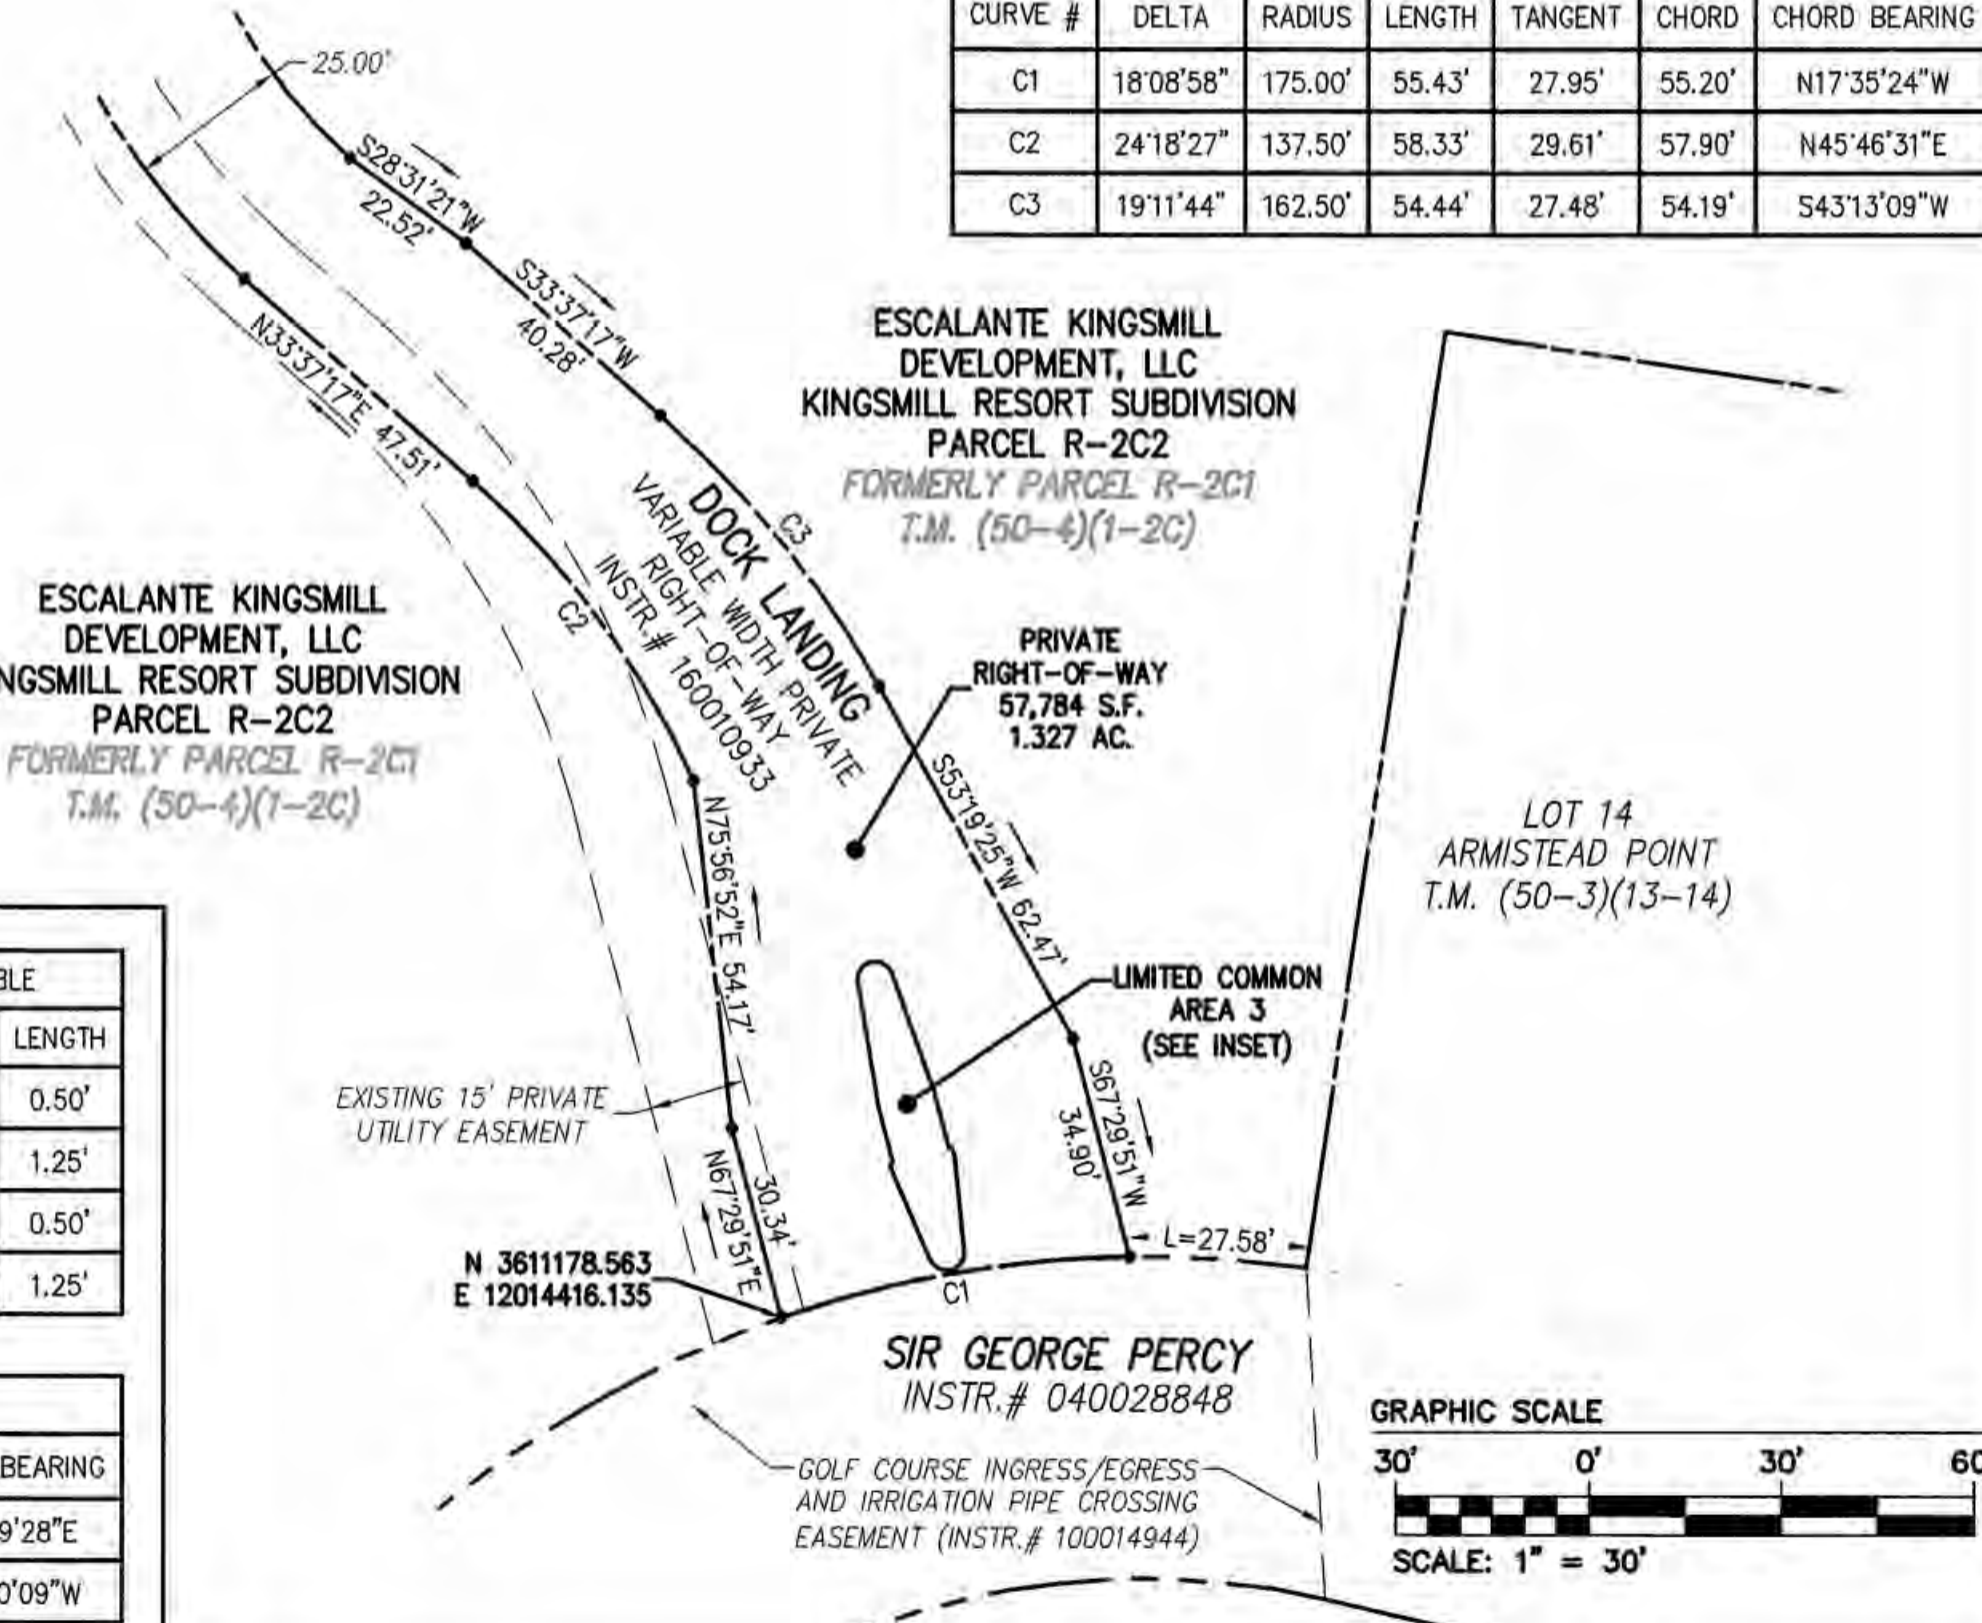 CURVE # DELTA RADIUS LENGTH TANGENT CHORD CHORD BEARING
C1 18°08'58" 175.00' 55.43' 27.95' 55.20' N17°35'24"W
C2 24°18'27" 137.50' 58.33' 29.61' 57.90' N45°46'31"E
C3 19°11'44" 162.50' 54.44' 27.48' 54.19' S43°13'09"W
25.00'
S28°31'21"W
22.52'
S33°37'17"W
40.28'
N33°37'17"E 47.51'
ESCALANTE KINGSMILL
DEVELOPMENT, LLC
KINGSMILL RESORT SUBDIVISION
PARCEL R-2C2
FORMERLY PARCEL R-2C1
T.M. (50-4)(1-2C)
C3
DOCK LANDING
VARIABLE WIDTH PRIVATE
RIGHT-OF-WAY
INSTR.# 160010933
C2
ESCALANTE KINGSMILL
DEVELOPMENT, LLC
NGSMILL RESORT SUBDIVISION
PARCEL R-2C2
FORMERLY PARCEL R-2C1
T.M. (50-4)(1-2C)
PRIVATE
RIGHT-OF-WAY
57,784 S.F.
1.327 AC.
S53°19'25"W 62.47'
N75°56'52"E 54.17'
LOT 14
ARMISTEAD POINT
T.M. (50-3)(13-14)
LIMITED COMMON
AREA 3
(SEE INSET)
S67°29'51"W
34.90'
EXISTING 15' PRIVATE
UTILITY EASEMENT
N67°29'51"E
30.34'
L=27.58'
N 3611178.563
E 12014416.135
C1
SIR GEORGE PERCY
INSTR.# 040028848
GOLF COURSE INGRESS/EGRESS
AND IRRIGATION PIPE CROSSING
EASEMENT (INSTR.# 100014944)
BLE
LENGTH
0.50'
1.25'
0.50'
1.25'
BEARING
9'28"E
0'09"W
GRAPHIC SCALE
30' 0' 30' 60
SCALE: 1" = 30'